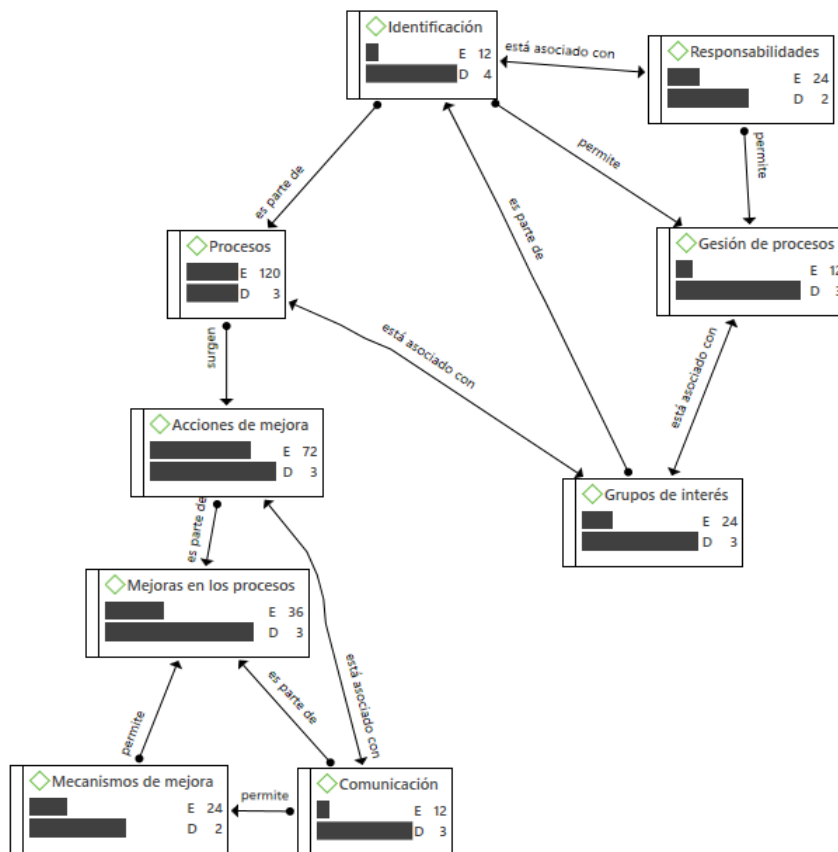 Identificación
E 12
D 4
está asociado con
Responsabilidades
E 24
D 2
es parte de
permite
permite
es parte de
Procesos
E 120
D 3
Gesión de procesos
E 12
D 3
surgen
está asociado con
está asociado con
Acciones de mejora
E 72
D 3
Grupos de interés
E 24
D 3
es parte de
Mejoras en los procesos
E 36
D 3
está asociado con
es parte de
permite
Mecanismos de mejora
E 24
D 2
permite
Comunicación
E 12
D 3